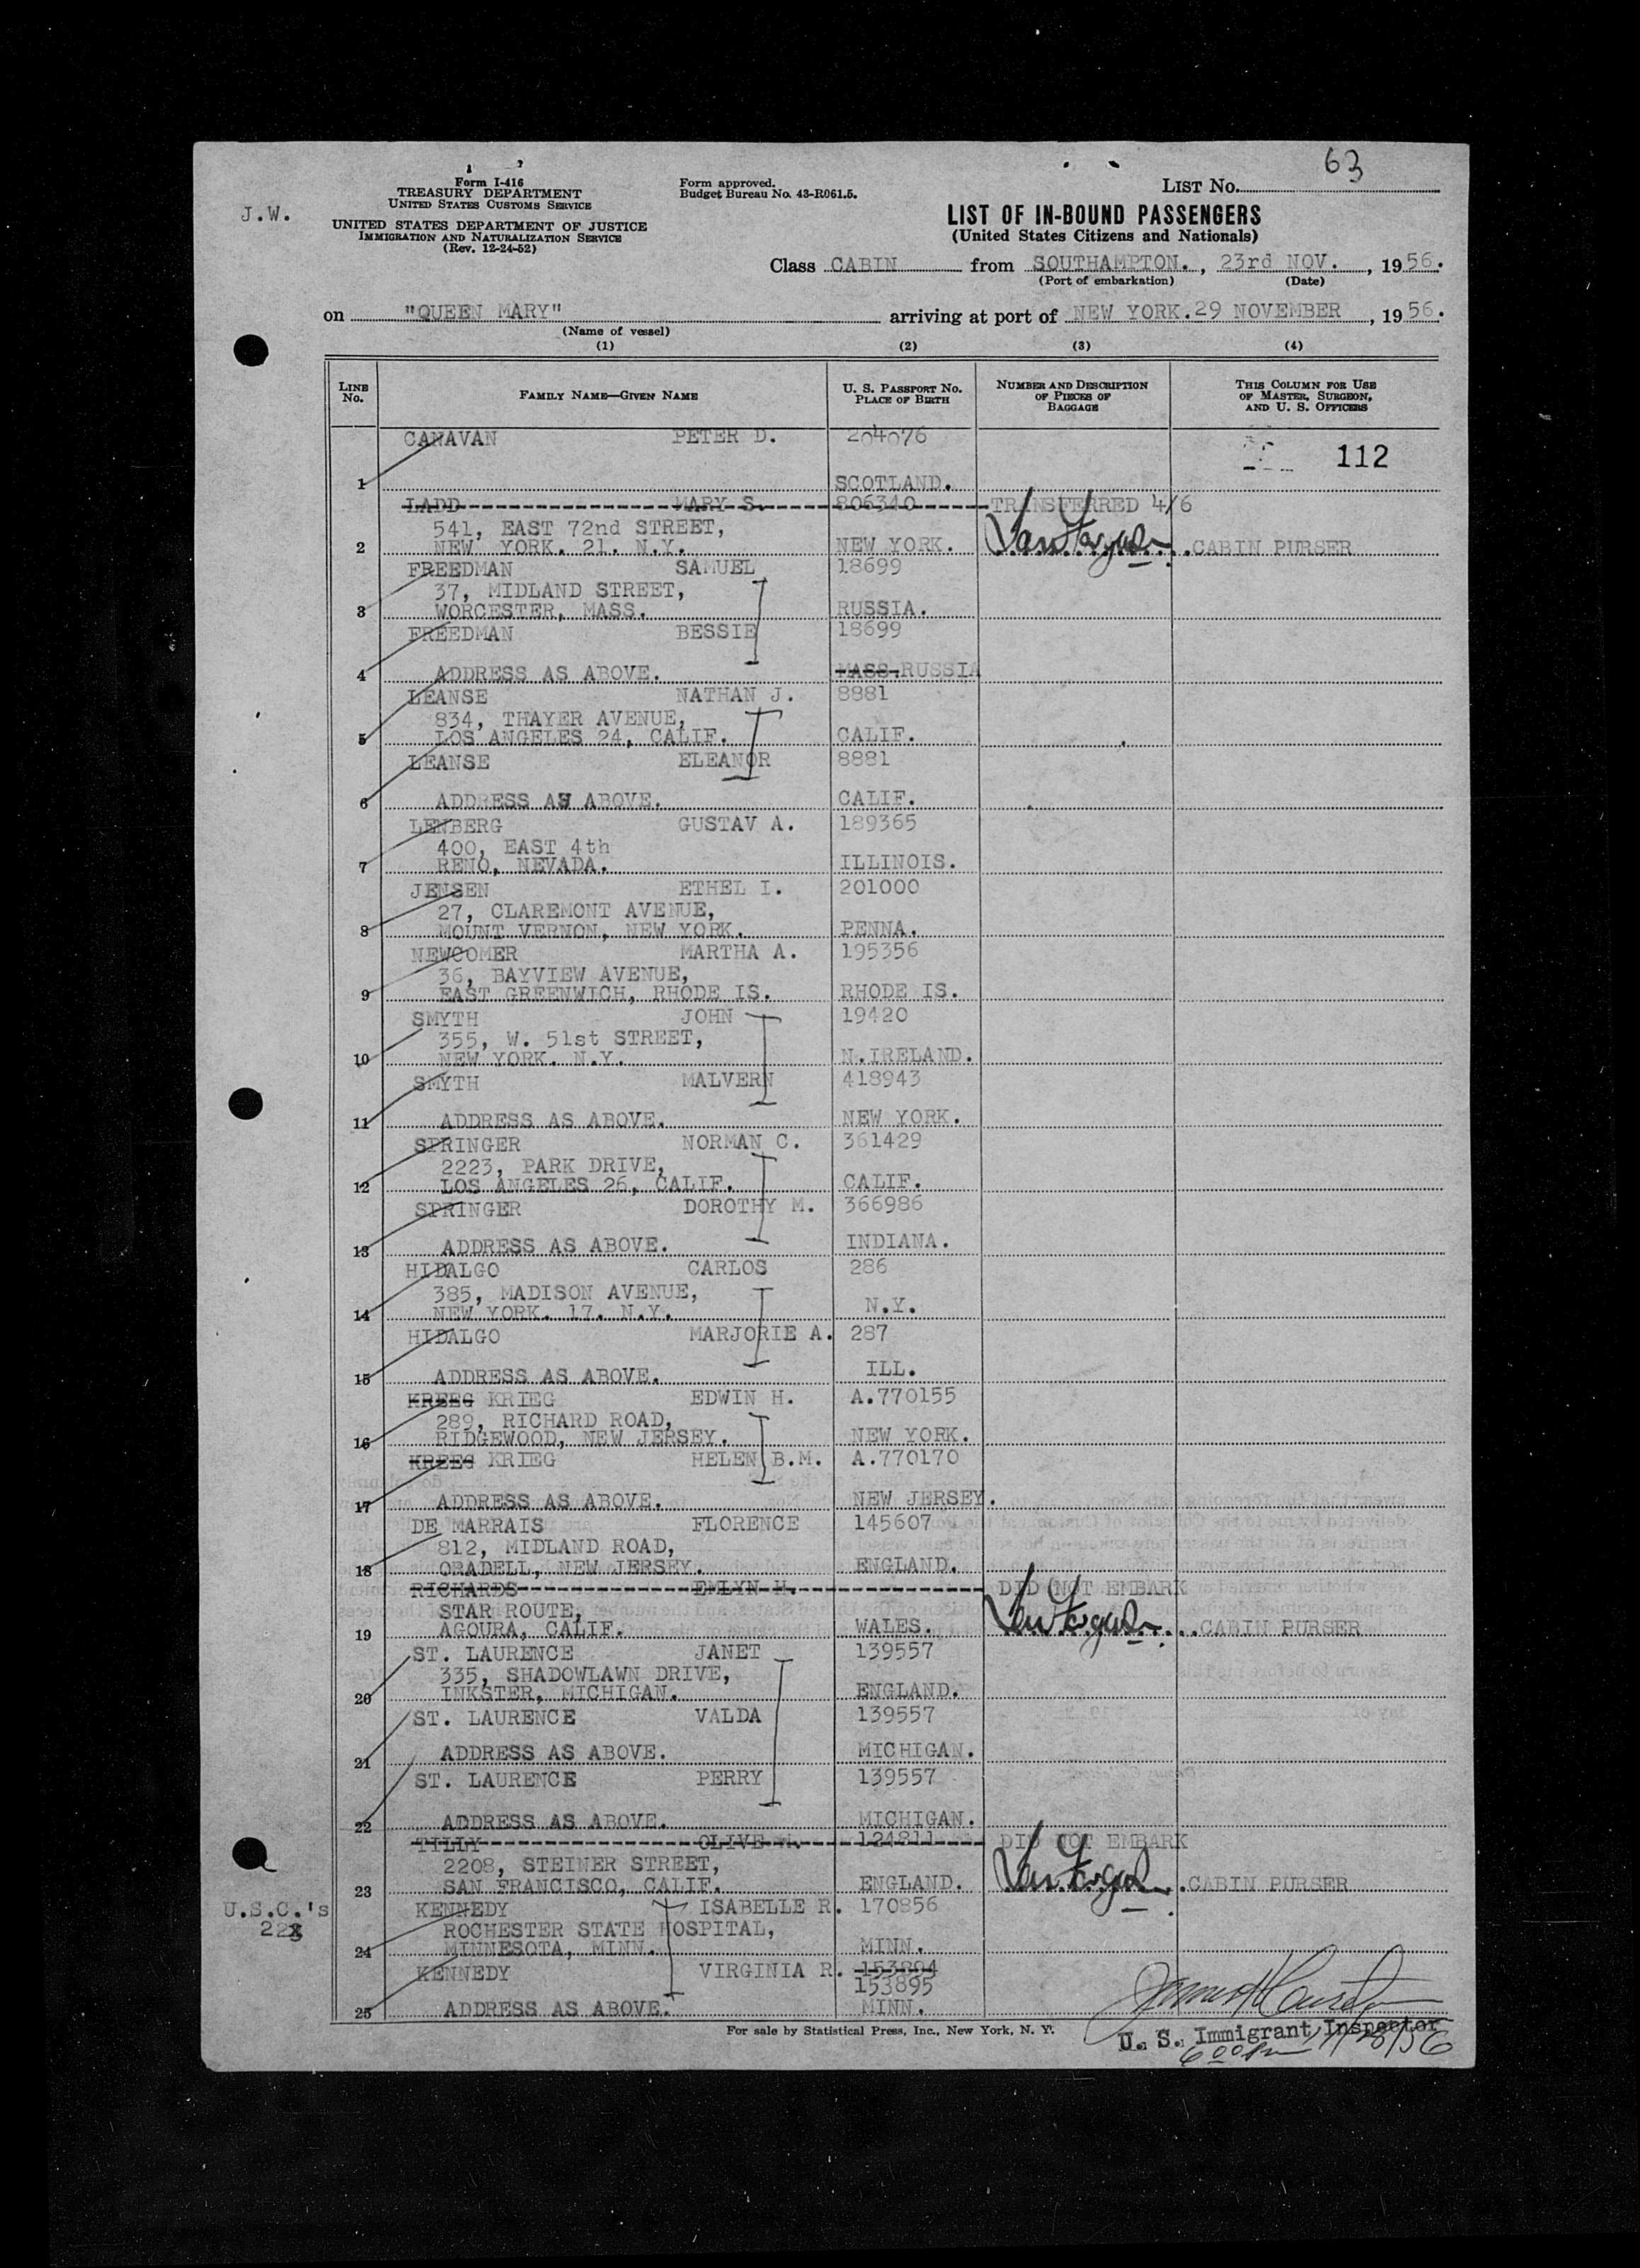 63
Form I-416
TREASURY DEPARTMENT
UNITED STATES CUSTOMS SERVICE
Form approved.
Budget Bureau No. 43-R061.5.
LIST No.
J.W.
UNITED STATES DEPARTMENT OF JUSTICE
IMMIGRATION AND NATURALIZATION SERVICE
(Rev. 12-24-52)
LIST OF IN-BOUND PASSENGERS
(United States Citizens and Nationals)
Class CABIN from SOUTHAMPTON. , 23rd NOV. , 1956.
(Port of embarkation) (Date)
on "QUEEN MARY" arriving at port of NEW YORK.29 NOVEMBER , 1956.
(Name of vessel)
(1) (2) (3) (4)
LINE No. FAMILY NAME—GIVEN NAME U. S. PASSPORT No. PLACE OF BIRTH NUMBER AND DESCRIPTION OF PIECES OF BAGGAGE THIS COLUMN FOR USE OF MASTER, SURGEON, AND U. S. OFFICERS
CANAVAN PETER D. 204076
112
1 SCOTLAND.
LADD MARY S. 806340 TRANSFERRED 4/6
541, EAST 72nd STREET,
2 NEW YORK. 21. N.Y. NEW YORK. CABIN PURSER
FREEDMAN SAMUEL 18699
37, MIDLAND STREET,
3 WORCESTER, MASS. RUSSIA.
FREEDMAN BESSIE 18699
4 ADDRESS AS ABOVE. MASS. RUSSIA
LEANSE NATHAN J. 8881
834, THAYER AVENUE,
5 LOS ANGELES 24, CALIF. CALIF.
LEANSE ELEANOR 8881
6 ADDRESS AS ABOVE. CALIF.
LENBERG GUSTAV A. 189365
400, EAST 4th
7 RENO, NEVADA. ILLINOIS.
JENSEN ETHEL I. 201000
27, CLAREMONT AVENUE,
8 MOUNT VERNON, NEW YORK. PENNA.
NEWCOMER MARTHA A. 195356
36, BAYVIEW AVENUE,
9 EAST GREENWICH, RHODE IS. RHODE IS.
SMYTH JOHN 19420
355, W. 51st STREET,
10 NEW YORK. N.Y. N.IRELAND.
SMYTH MALVERN 418943
11 ADDRESS AS ABOVE. NEW YORK.
SPRINGER NORMAN C. 361429
2223, PARK DRIVE,
12 LOS ANGELES 26, CALIF. CALIF.
SPRINGER DOROTHY M. 366986
13 ADDRESS AS ABOVE. INDIANA.
HIDALGO CARLOS 286
385, MADISON AVENUE,
14 NEW YORK. 17. N.Y. N.Y.
HIDALGO MARJORIE A. 287
15 ADDRESS AS ABOVE. ILL.
KREEG KRIEG EDWIN H. A.770155
289, RICHARD ROAD,
16 RIDGEWOOD, NEW JERSEY. NEW YORK.
KREEG KRIEG HELEN B.M. A.770170
17 ADDRESS AS ABOVE. NEW JERSEY.
DE MARRAIS FLORENCE 145607
812, MIDLAND ROAD,
18 ORADELL, NEW JERSEY. ENGLAND.
RICHARDS EMLYN H. DID NOT EMBARK
STAR ROUTE,
19 AGOURA, CALIF. WALES. CABIN PURSER
ST. LAURENCE JANET 139557
335, SHADOWLAWN DRIVE,
20 INKSTER, MICHIGAN. ENGLAND.
ST. LAURENCE VALDA 139557
21 ADDRESS AS ABOVE. MICHIGAN.
ST. LAURENCE PERRY 139557
22 ADDRESS AS ABOVE. MICHIGAN.
TILLY OLIVE 124811 DID NOT EMBARK
2208, STEINER STREET,
23 SAN FRANCISCO, CALIF. ENGLAND. CABIN PURSER
U.S.C.'s KENNEDY ISABELLE R. 170856
22 ROCHESTER STATE HOSPITAL,
24 MINNESOTA, MINN. MINN.
KENNEDY VIRGINIA R. 153894
153895
25 ADDRESS AS ABOVE. MINN.
For sale by Statistical Press, Inc., New York, N. Y.
U. S. Immigrant Inspector
600 Pm 11/28/56